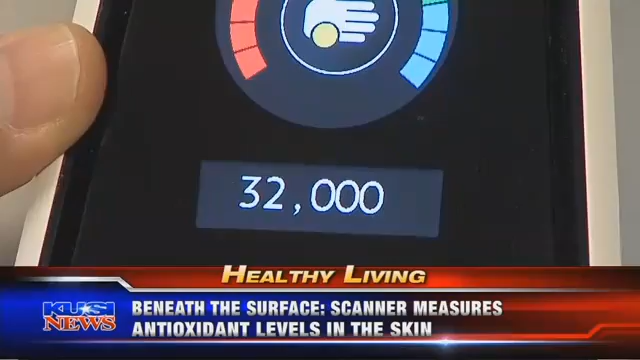 32,000
HEALTHY LIVING
KUSI
NEWS
BENEATH THE SURFACE: SCANNER MEASURES
ANTIOXIDANT LEVELS IN THE SKIN